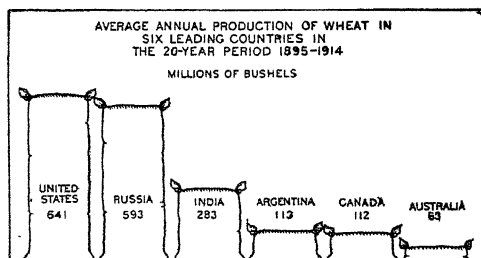 AVERAGE ANNUAL PRODUCTION OF WHEAT IN
SIX LEADING COUNTRIES IN
THE 20-YEAR PERIOD 1895-1914
MILLIONS OF BUSHELS
UNITED STATES 641
RUSSIA 593
INDIA 283
ARGENTINA 113
CANADA 112
AUSTRALIA